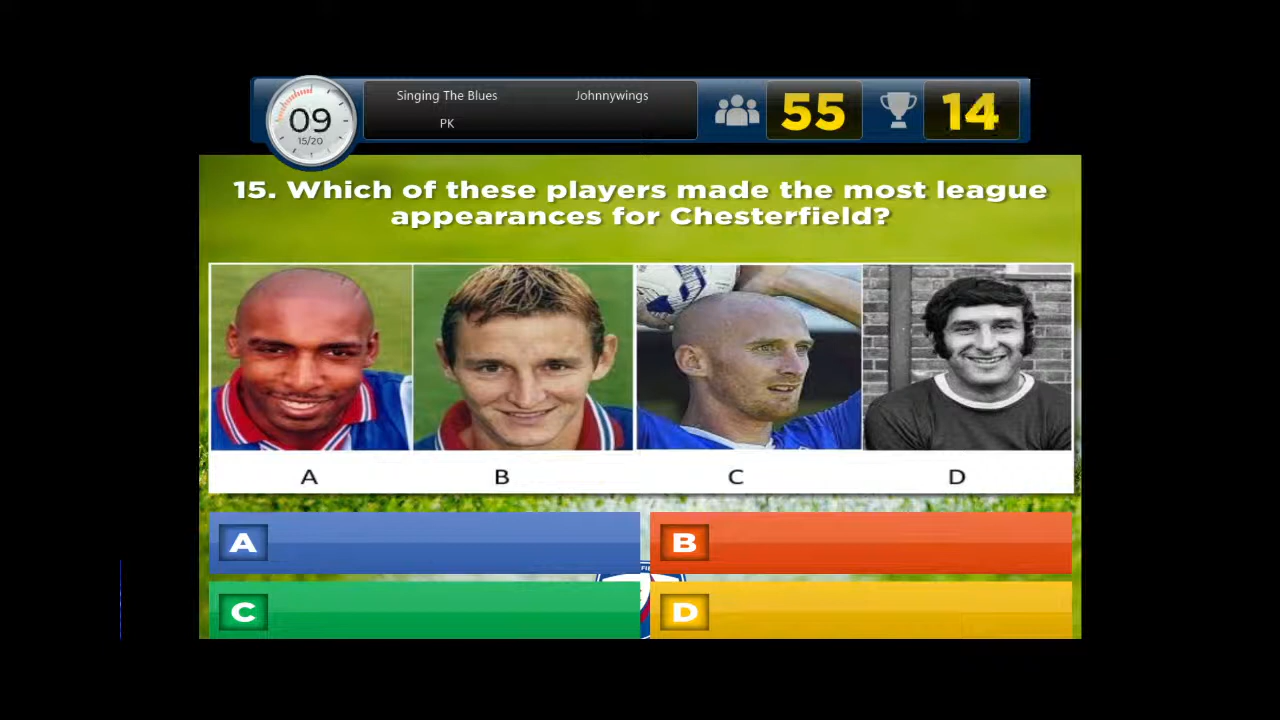 Singing The Blues
Johnnywings
PK
09
15/20
55
14
15. Which of these players made the most league
appearances for Chesterfield?
A
B
C
D
A
B
C
D